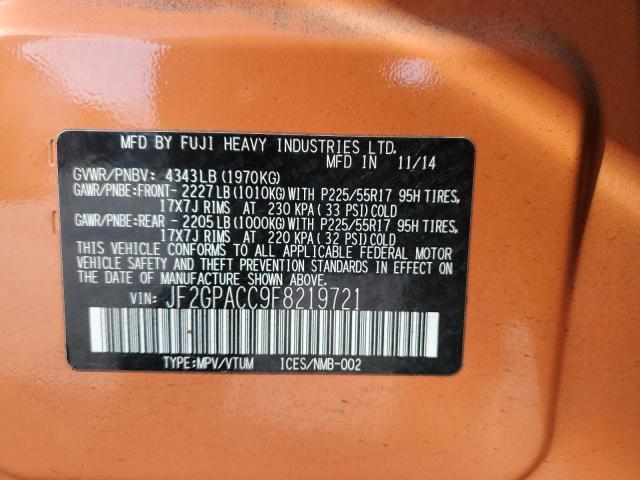 MFD BY FUJI HEAVY INDUSTRIES LTD.
MFD IN 11/14
GVWR/PNBV: 4343LB (1970KG)
GAWR/PNBE:FRONT- 2227LB (1010KG) WITH P225/55R17 95H TIRES,
17X7J RIMS AT 230 KPA ( 33 PSI) COLD
GAWR/PNBE:REAR - 2205LB (1000KG) WITH P225/55R17 95H TIRES,
17X7J RIMS AT 220 KPA ( 32 PSI) COLD
THIS VEHICLE CONFORMS TO ALL APPLICABLE FEDERAL MOTOR
VEHICLE SAFETY AND THEFT PREVENTION STANDARDS IN EFFECT ON
THE DATE OF MANUFACTURE SHOWN ABOVE.
VIN: JF2GPACC9F8219721
TYPE:MPV/VTUM ICES/NMB-002